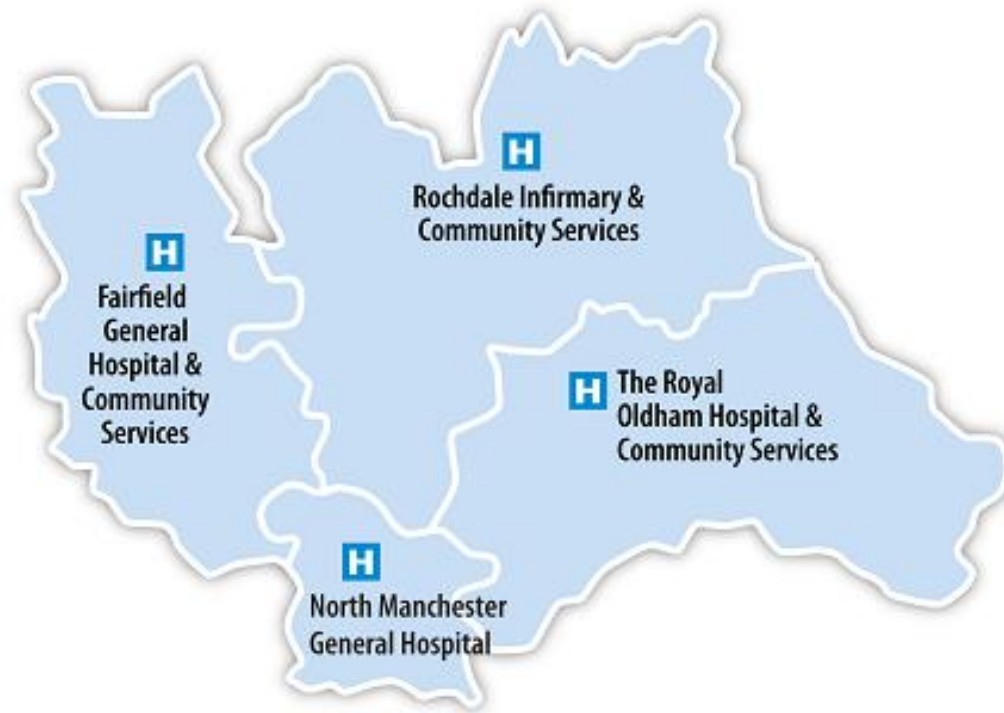 H
Rochdale Infirmary &
Community Services
H
Fairfield
General
Hospital &
Community
Services
H
The Royal
Oldham Hospital &
Community Services
H
North Manchester
General Hospital